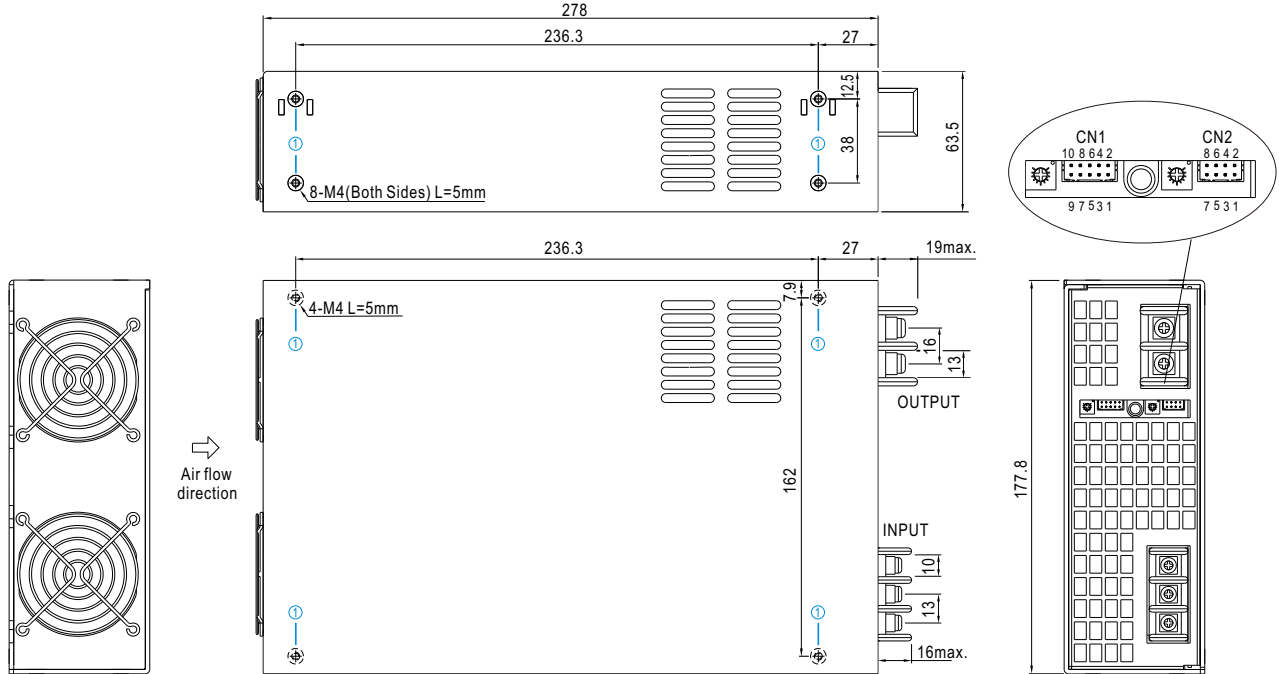 278
236.3
27
12.5
38
63.5
①
①
8-M4(Both Sides) L=5mm
CN1
CN2
10 8 6 4 2
8 6 4 2
9 7 5 3 1
7 5 3 1
236.3
27
19max.
7.9
4-M4 L=5mm
①
①
16
13
OUTPUT
Air flow
direction
162
177.8
INPUT
10
13
①
①
16max.